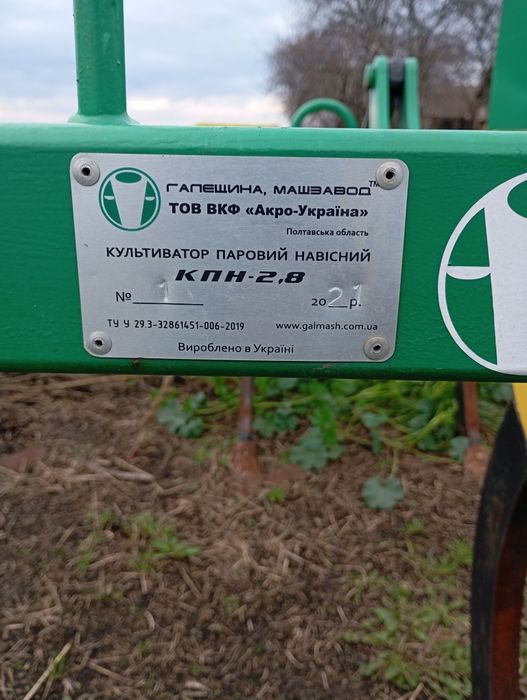 ГАЛЕЩИНА, МАШЗАВОД™
ТОВ ВКФ «Акро-Україна»
Полтавська область
КУЛЬТИВАТОР ПАРОВИЙ НАВІСНИЙ
КПН-2,8
№ 1 2021р.
ТУ У 29.3-32861451-006-2019 www.galmash.com.ua
Вироблено в Україні